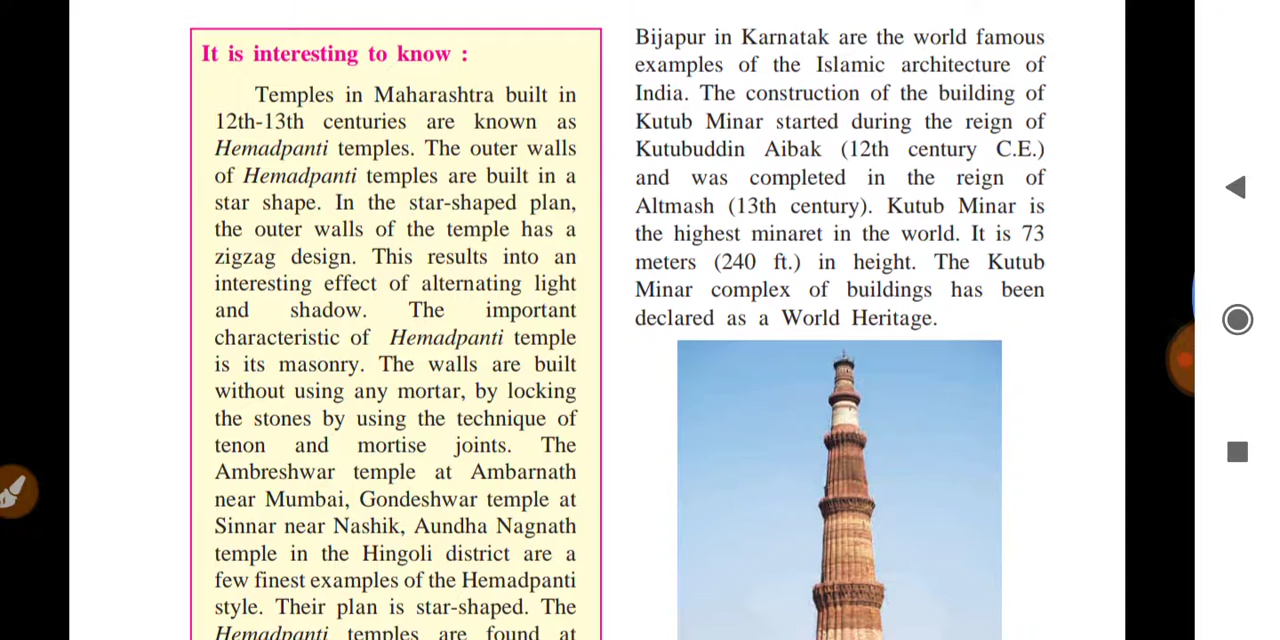 It is interesting to know :
Temples in Maharashtra built in
12th-13th centuries are known as
Hemadpanti temples. The outer walls
of Hemadpanti temples are built in a
star shape. In the star-shaped plan,
the outer walls of the temple has a
zigzag design. This results into an
interesting effect of alternating light
and shadow. The important
characteristic of Hemadpanti temple
is its masonry. The walls are built
without using any mortar, by locking
the stones by using the technique of
tenon and mortise joints. The
Ambreshwar temple at Ambarnath
near Mumbai, Gondeshwar temple at
Sinnar near Nashik, Aundha Nagnath
temple in the Hingoli district are a
few finest examples of the Hemadpanti
style. Their plan is star-shaped. The
Hemadpanti temples are found at
Bijapur in Karnatak are the world famous
examples of the Islamic architecture of
India. The construction of the building of
Kutub Minar started during the reign of
Kutubuddin Aibak (12th century C.E.)
and was completed in the reign of
Altmash (13th century). Kutub Minar is
the highest minaret in the world. It is 73
meters (240 ft.) in height. The Kutub
Minar complex of buildings has been
declared as a World Heritage.